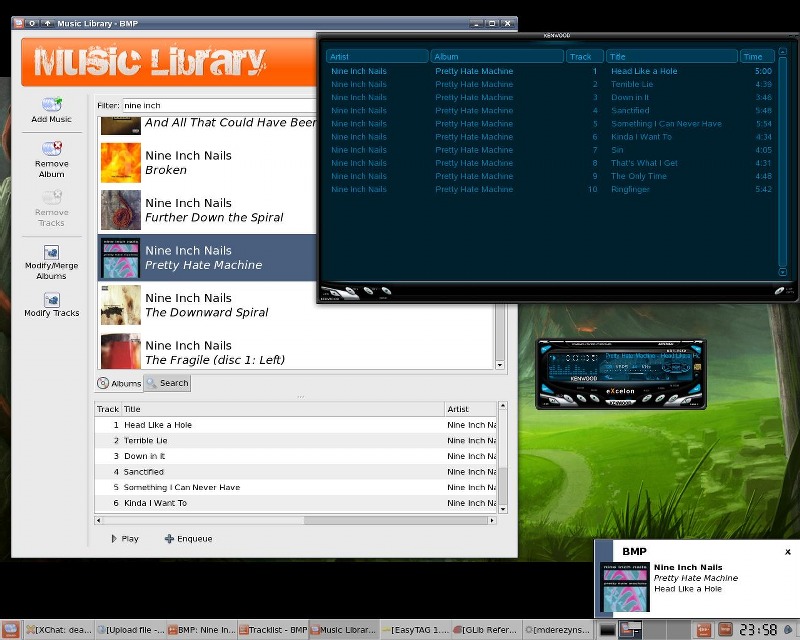 Music Library - BMP
Music Library
Add Music
Remove
Album
Remove
Tracks
Modify/Merge
Albums
Modify Tracks
Filter: nine inch
And All That Could Have Been
Nine Inch Nails
Broken
Nine Inch Nails
Further Down the Spiral
Nine Inch Nails
Pretty Hate Machine
Nine Inch Nails
The Downward Spiral
Nine Inch Nails
The Fragile (disc 1: Left)
Albums Search
Track Title Artist
1 Head Like a Hole Nine Inch Na
2 Terrible Lie Nine Inch Na
3 Down in it Nine Inch Na
4 Sanctified Nine Inch Na
5 Something I Can Never Have Nine Inch Na
6 Kinda I Want To Nine Inch Na
Play Enqueue
KENWOOD
Artist Album Track Title Time
Nine Inch Nails Pretty Hate Machine 1 Head Like a Hole 5:00
Nine Inch Nails Pretty Hate Machine 2 Terrible Lie 4:39
Nine Inch Nails Pretty Hate Machine 3 Down in it 3:46
Nine Inch Nails Pretty Hate Machine 4 Sanctified 5:48
Nine Inch Nails Pretty Hate Machine 5 Something I Can Never Have 5:54
Nine Inch Nails Pretty Hate Machine 6 Kinda I Want To 4:34
Nine Inch Nails Pretty Hate Machine 7 Sin 4:05
Nine Inch Nails Pretty Hate Machine 8 That's What I Get 4:31
Nine Inch Nails Pretty Hate Machine 9 The Only Time 4:48
Nine Inch Nails Pretty Hate Machine 10 Ringfinger 5:42
Pretty Hate Machine - Head Like a Ho
KENWOOD
eXcelon
KENWOOD
BMP x
Nine Inch Nails
Pretty Hate Machine
Head Like a Hole
nine inch nails
pretty hate machine
[XChat: dea... [Upload file -... BMP: Nine In... Tracklist - BMP Music Librar... [EasyTAG 1.... [GLib Refer... [mderezyns... 23:58